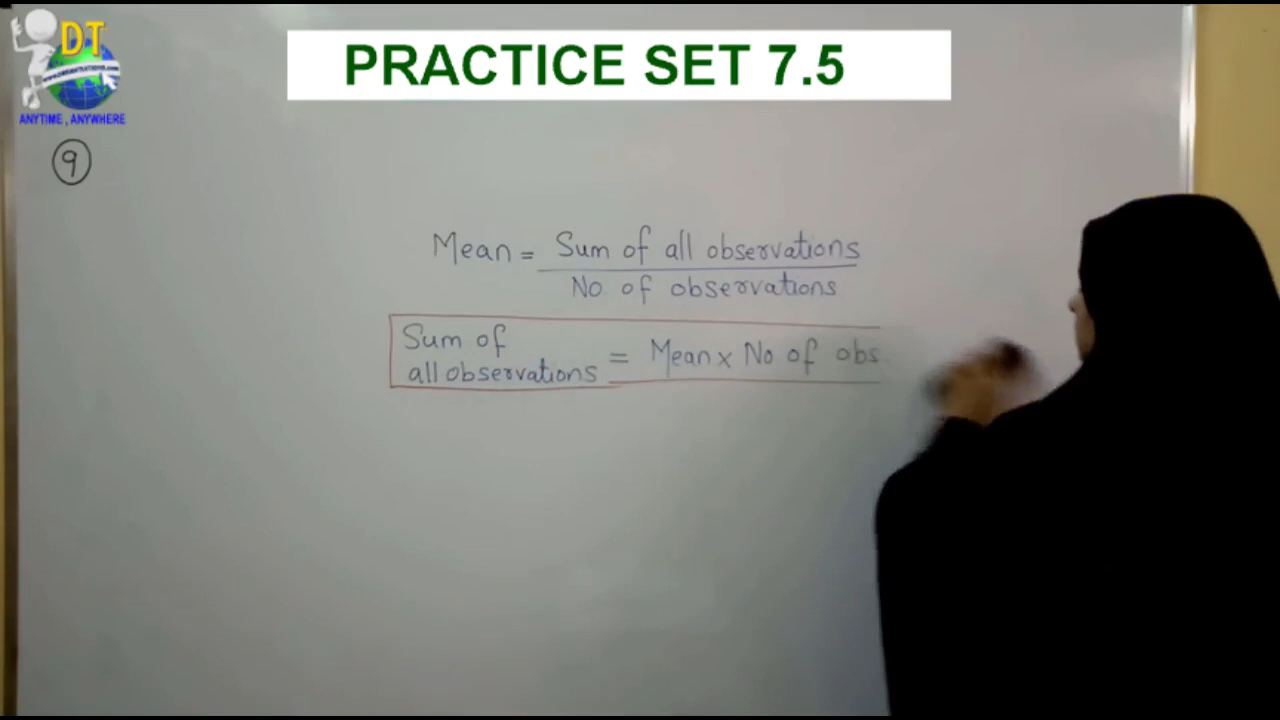 DT
ANYTIME , ANYWHERE
PRACTICE SET 7.5
9
Mean = Sum of all observations
No. of observations
Sum of
all observations = Mean x No of obs